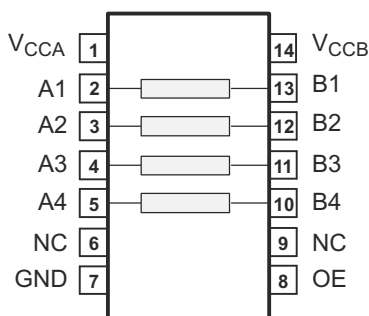 VCCA 1 14 VCCB
A1 2 13 B1
A2 3 12 B2
A3 4 11 B3
A4 5 10 B4
NC 6 9 NC
GND 7 8 OE